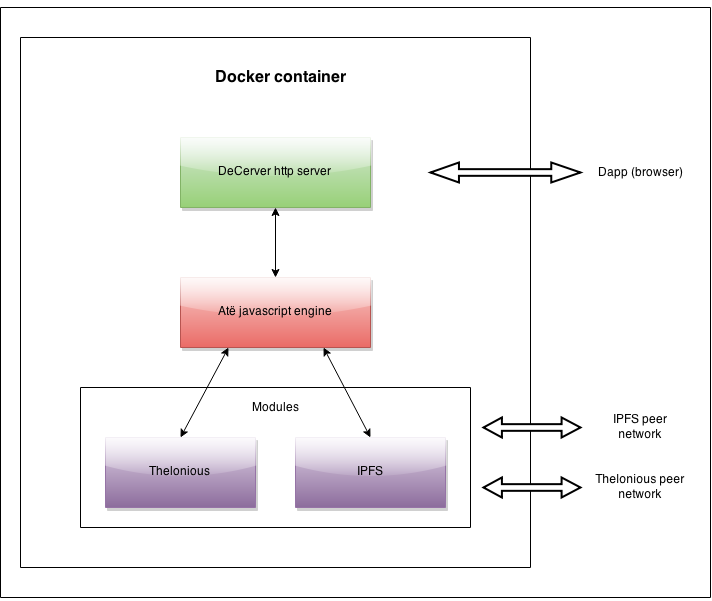 Docker container
DeCerver http server
Dapp (browser)
Atë javascript engine
Modules
IPFS peer
network
Thelonious
IPFS
Thelonious peer
network